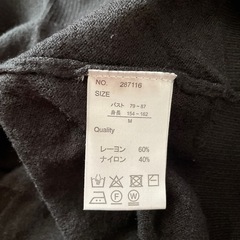 NO. 287116
SIZE
バスト 79-87
身長 154-162
M
Quality
レーヨン 60%
ナイロン 40%